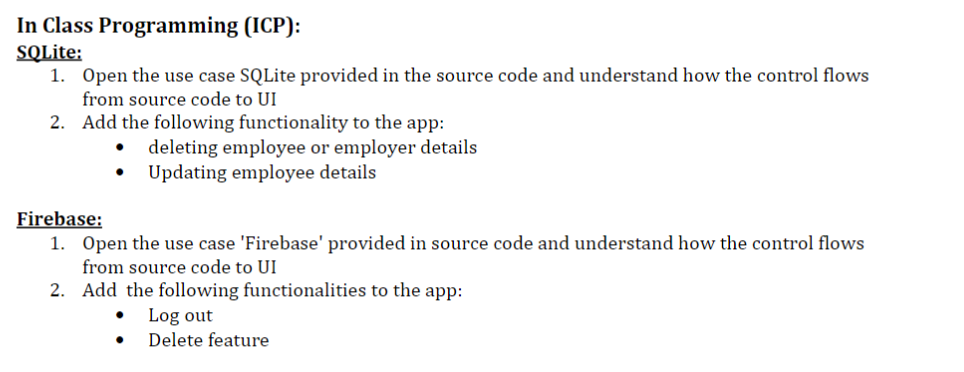 In Class Programming (ICP):
SQLite:
1. Open the use case SQLite provided in the source code and understand how the control flows
from source code to UI
2. Add the following functionality to the app:
• deleting employee or employer details
• Updating employee details
Firebase:
1. Open the use case 'Firebase' provided in source code and understand how the control flows
from source code to UI
2. Add the following functionalities to the app:
• Log out
• Delete feature